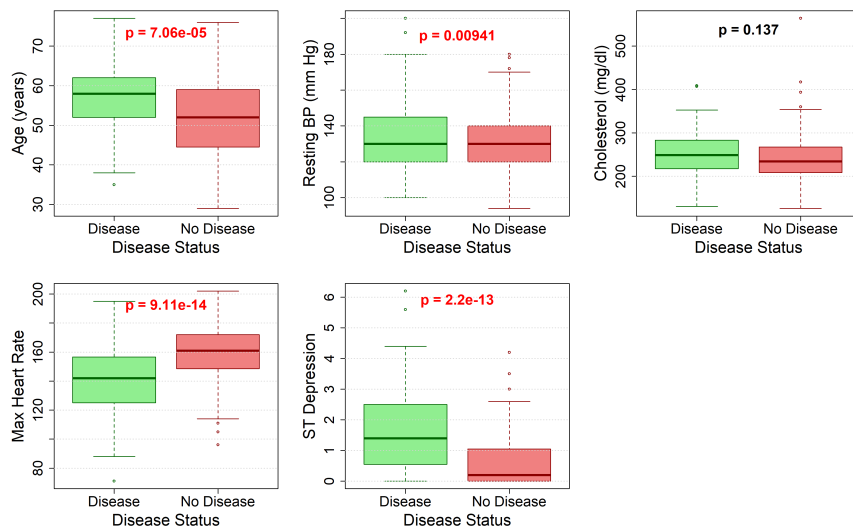 p = 7.06e-05
Age (years)
70
60
50
40
30
Disease
No Disease
Disease Status
p = 0.00941
Resting BP (mm Hg)
180
140
100
Disease
No Disease
Disease Status
p = 0.137
Cholesterol (mg/dl)
500
400
300
200
Disease
No Disease
Disease Status
p = 9.11e-14
Max Heart Rate
200
160
120
80
Disease
No Disease
Disease Status
p = 2.2e-13
ST Depression
6
5
4
3
2
1
0
Disease
No Disease
Disease Status